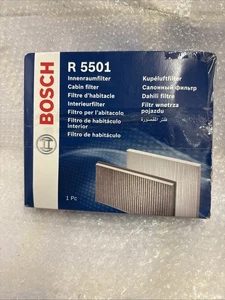 BOSCH
R 5501
Innenraumfilter
Cabin filter
Filtre d'habitacle
Interieurfilter
Filtro per l'abitacolo
Filtro de habitáculo
interior
Filtro de habitáculo
Kupéluftfilter
Салонный Фильтр
Dahili filtre
Filtr wnętrza
pojazdu
فلتر المقصورة
1 Pc